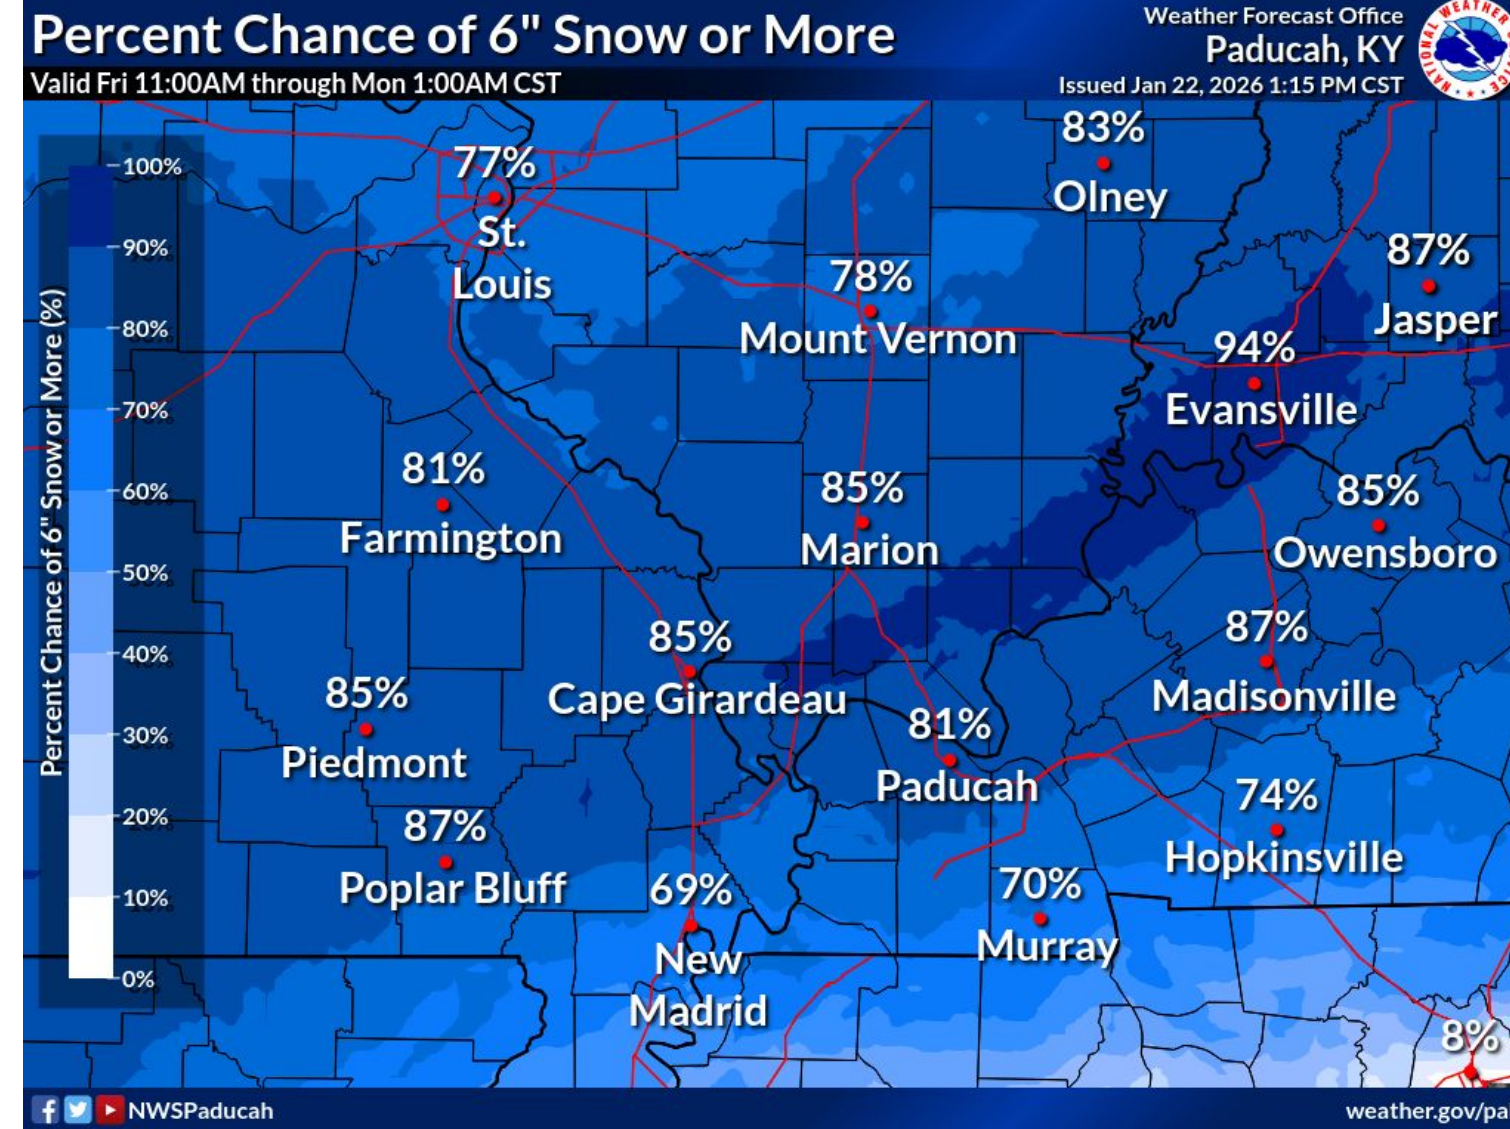 Percent Chance of 6" Snow or More
Valid Fri 11:00AM through Mon 1:00AM CST
Weather Forecast Office
Paducah, KY
Issued Jan 22, 2026 1:15 PM CST
Percent Chance of 6" Snow or More (%)
100%
90%
80%
70%
60%
50%
40%
30%
20%
10%
0%
77%
St.
Louis
83%
Olney
78%
Mount Vernon
87%
Jasper
94%
Evansville
81%
Farmington
85%
Marion
85%
Owensboro
85%
Cape Girardeau
87%
Madisonville
85%
Piedmont
81%
Paducah
87%
Poplar Bluff
74%
Hopkinsville
69%
New
Madrid
70%
Murray
8%
NWSPaducah
weather.gov/pa